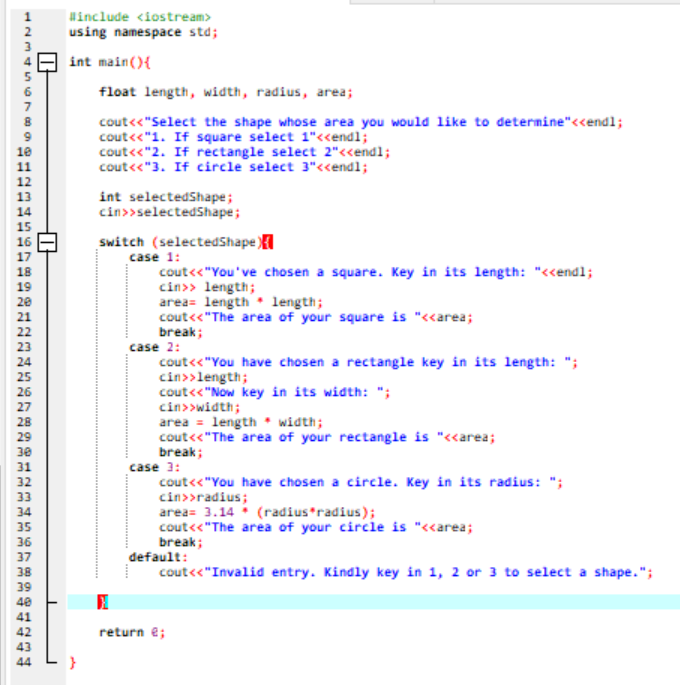 1 #include <iostream>
2 using namespace std;
3
4 int main(){
5
6 float length, width, radius, area;
7
8 cout<<"Select the shape whose area you would like to determine"<<endl;
9 cout<<"1. If square select 1"<<endl;
10 cout<<"2. If rectangle select 2"<<endl;
11 cout<<"3. If circle select 3"<<endl;
12
13 int selectedShape;
14 cin>>selectedShape;
15
16 switch (selectedShape){
17 case 1:
18 cout<<"You've chosen a square. Key in its length: "<<endl;
19 cin>> length;
20 area= length * length;
21 cout<<"The area of your square is "<<area;
22 break;
23 case 2:
24 cout<<"You have chosen a rectangle key in its length: ";
25 cin>>length;
26 cout<<"Now key in its width: ";
27 cin>>width;
28 area = length * width;
29 cout<<"The area of your rectangle is "<<area;
30 break;
31 case 3:
32 cout<<"You have chosen a circle. Key in its radius: ";
33 cin>>radius;
34 area= 3.14 * (radius*radius);
35 cout<<"The area of your circle is "<<area;
36 break;
37 default:
38 cout<<"Invalid entry. Kindly key in 1, 2 or 3 to select a shape.";
39
40 }
41
42 return 0;
43
44 }